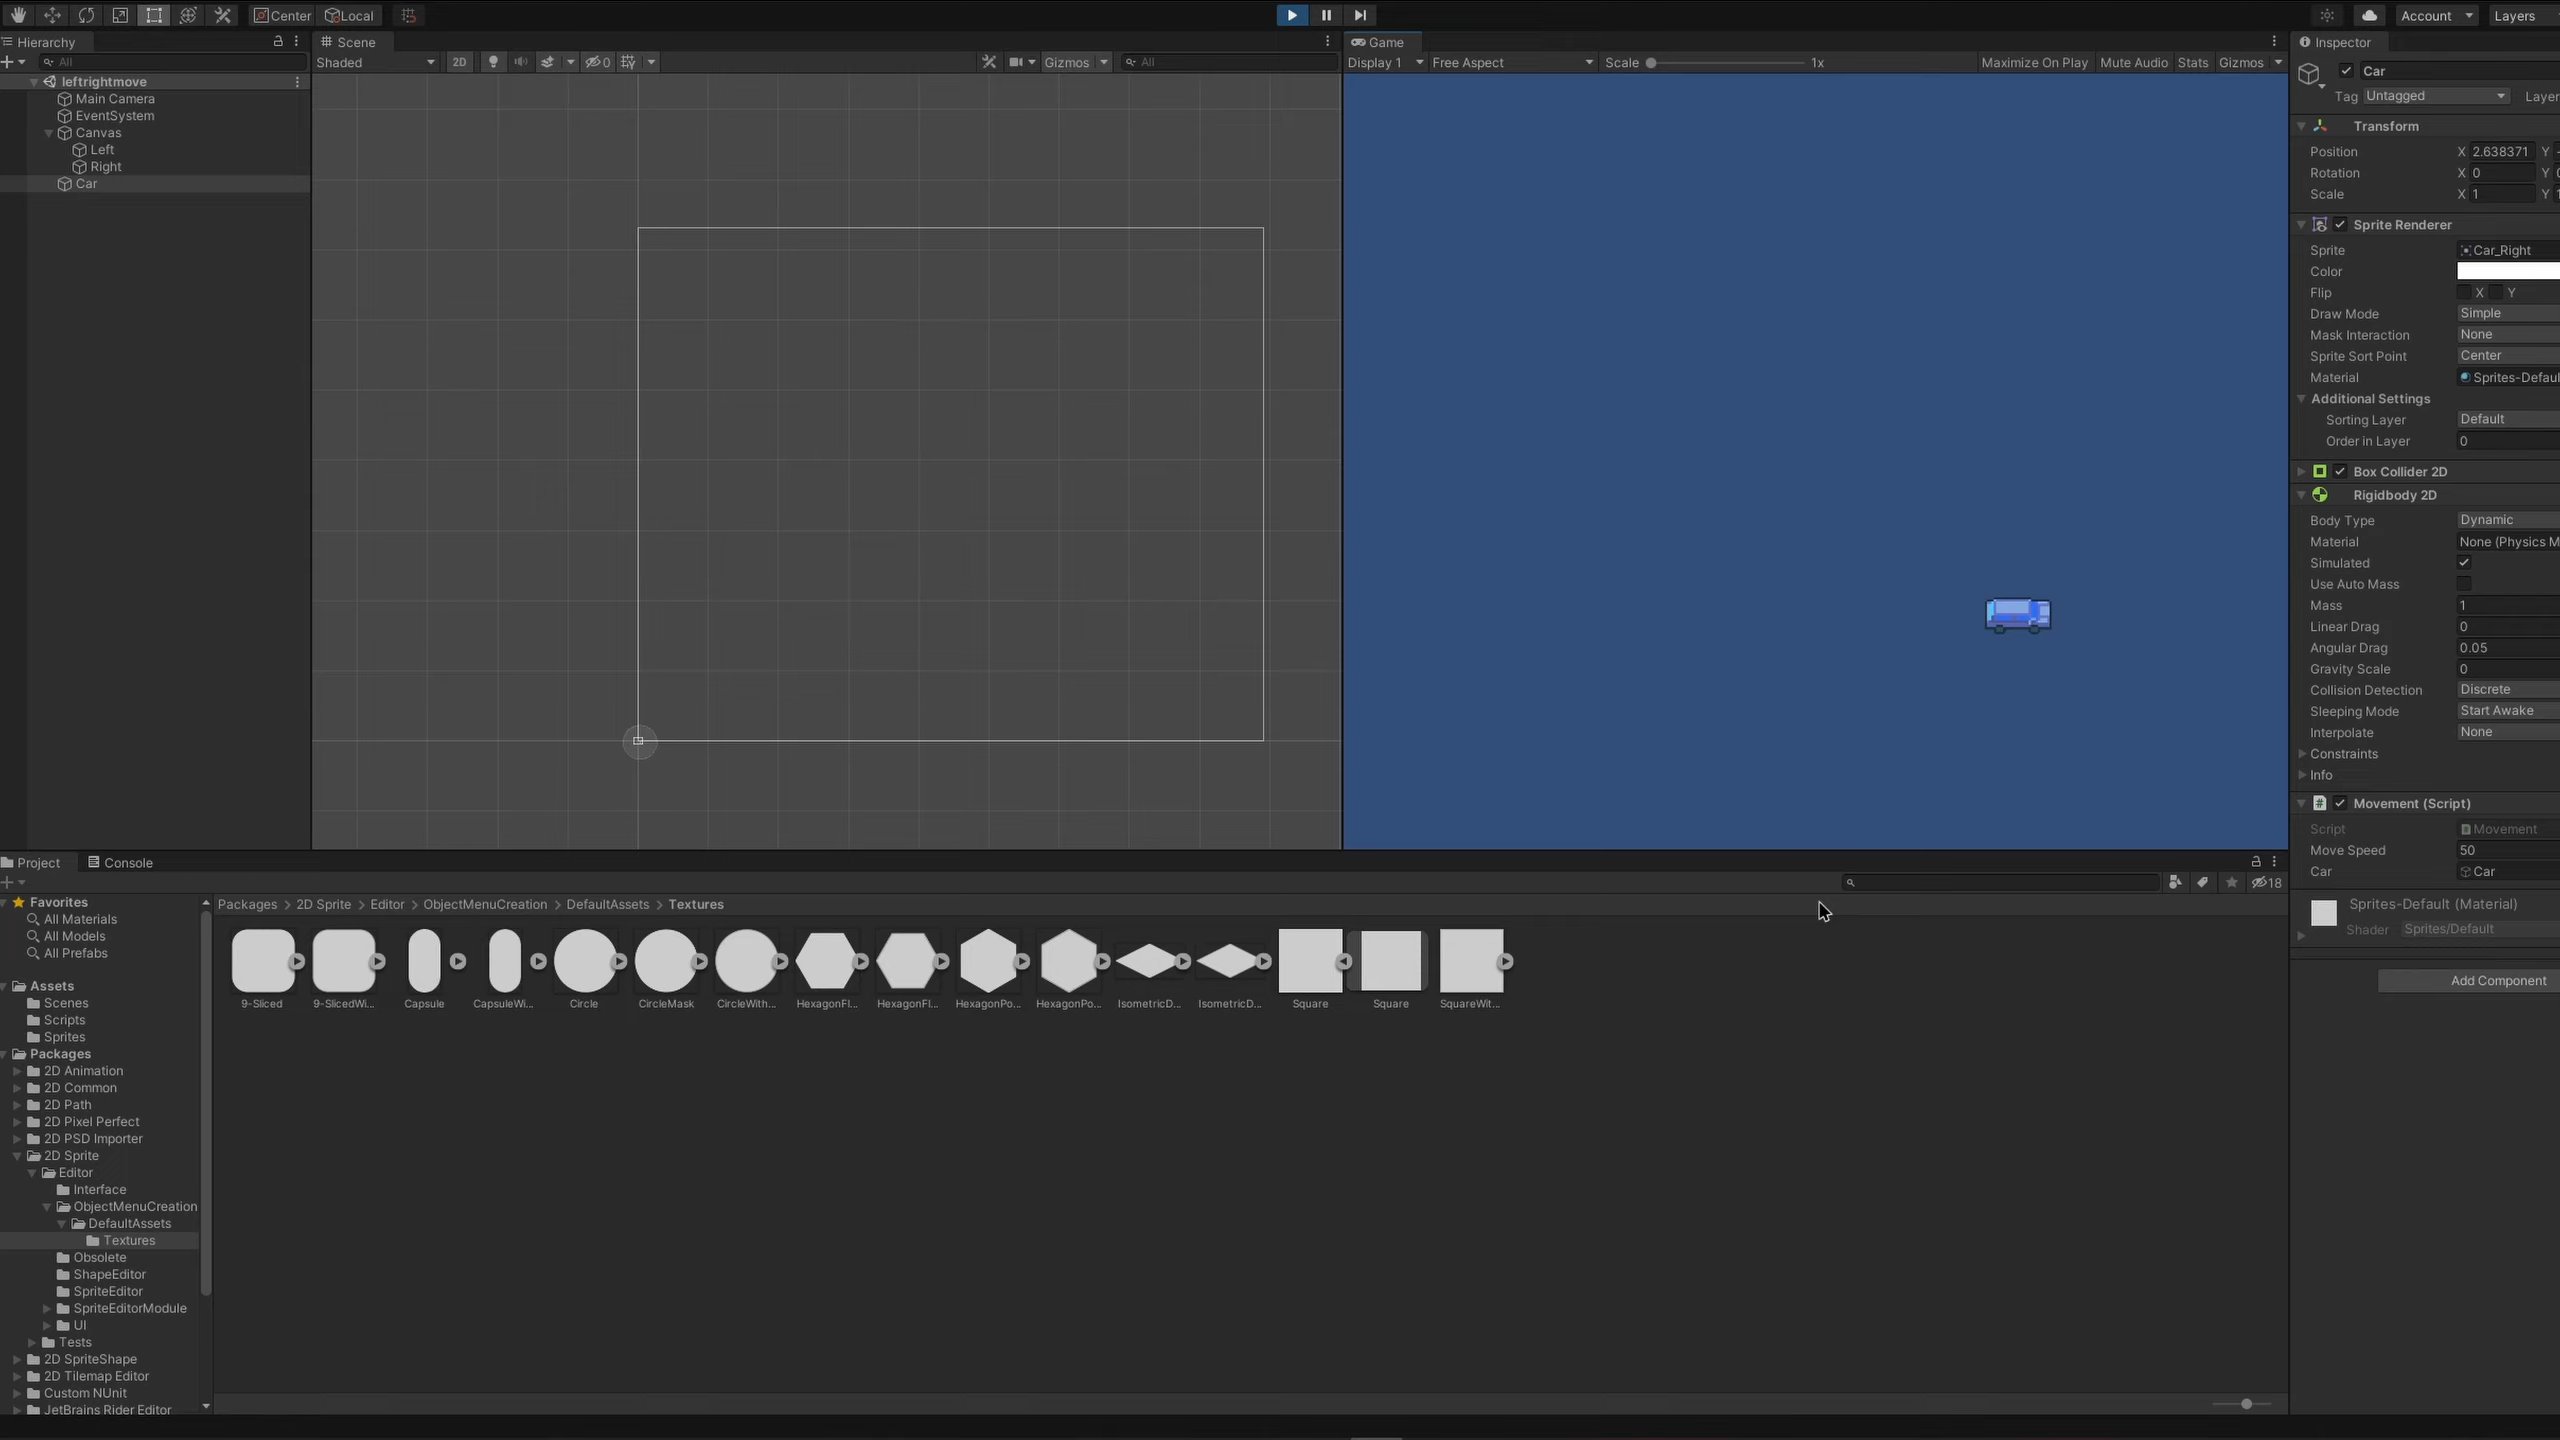 Center
Local
Account
Layers
Hierarchy
All
leftrightmove
Main Camera
EventSystem
Canvas
Left
Right
Car
Scene
Shaded
2D
0
Gizmos
All
Game
Display 1
Free Aspect
Scale
1x
Maximize On Play
Mute Audio
Stats
Gizmos
Inspector
Car
Tag
Untagged
Layer
Transform
Position X 2.638371 Y
Rotation X 0 Y
Scale X 1 Y
Sprite Renderer
Sprite Car_Right
Color
Flip X Y
Draw Mode Simple
Mask Interaction None
Sprite Sort Point Center
Material Sprites-Defaul
Additional Settings
Sorting Layer Default
Order in Layer 0
Box Collider 2D
Rigidbody 2D
Body Type Dynamic
Material None (Physics M
Simulated
Use Auto Mass
Mass 1
Linear Drag 0
Angular Drag 0.05
Gravity Scale 0
Collision Detection Discrete
Sleeping Mode Start Awake
Interpolate None
Constraints
Info
Movement (Script)
Script Movement
Move Speed 50
Car Car
Sprites-Default (Material)
Shader Sprites/Default
Add Component
Project
Console
18
Favorites
All Materials
All Models
All Prefabs
Assets
Scenes
Scripts
Sprites
Packages
2D Animation
2D Common
2D Path
2D Pixel Perfect
2D PSD Importer
2D Sprite
Editor
Interface
ObjectMenuCreation
DefaultAssets
Textures
Obsolete
ShapeEditor
SpriteEditor
SpriteEditorModule
UI
Tests
2D SpriteShape
2D Tilemap Editor
Custom NUnit
JetBrains Rider Editor
Packages > 2D Sprite > Editor > ObjectMenuCreation > DefaultAssets > Textures
9-Sliced
9-SlicedWi...
Capsule
CapsuleWi...
Circle
CircleMask
CircleWith...
HexagonFl...
HexagonFl...
HexagonPo...
HexagonPo...
IsometricD...
IsometricD...
Square
Square
SquareWit...